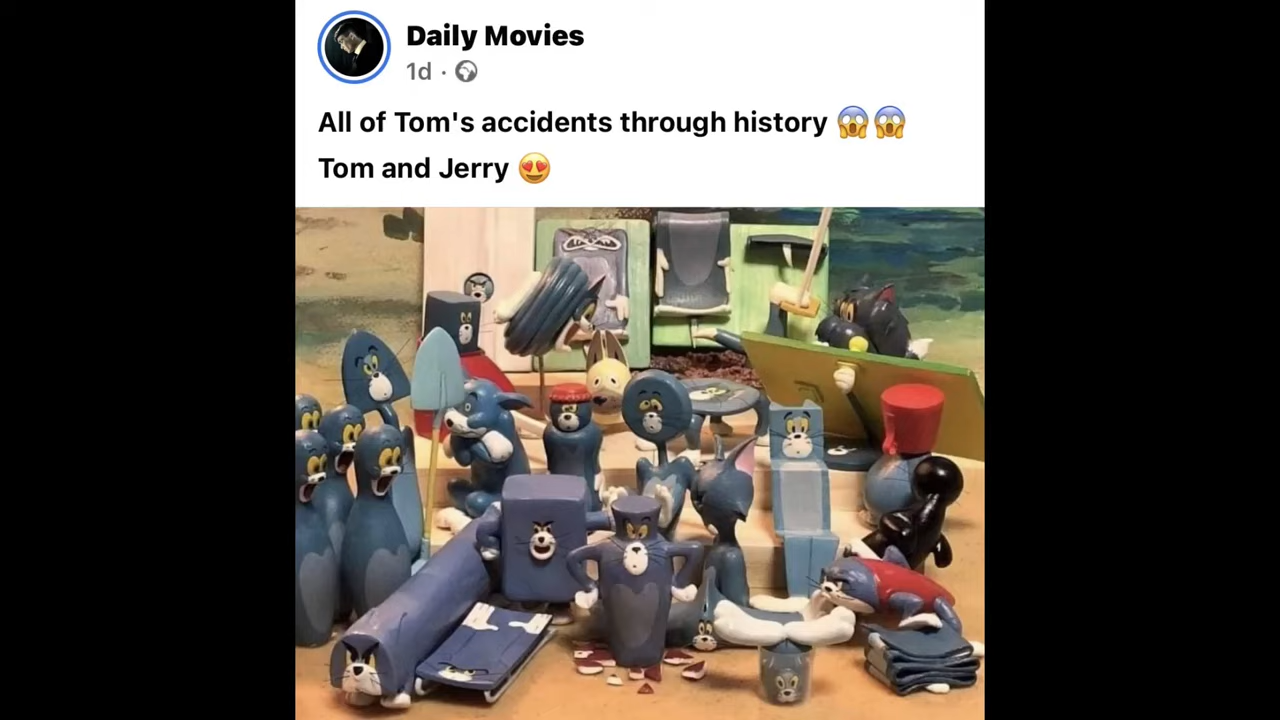 Daily Movies
1d ·
All of Tom's accidents through history 😱😱
Tom and Jerry 😍